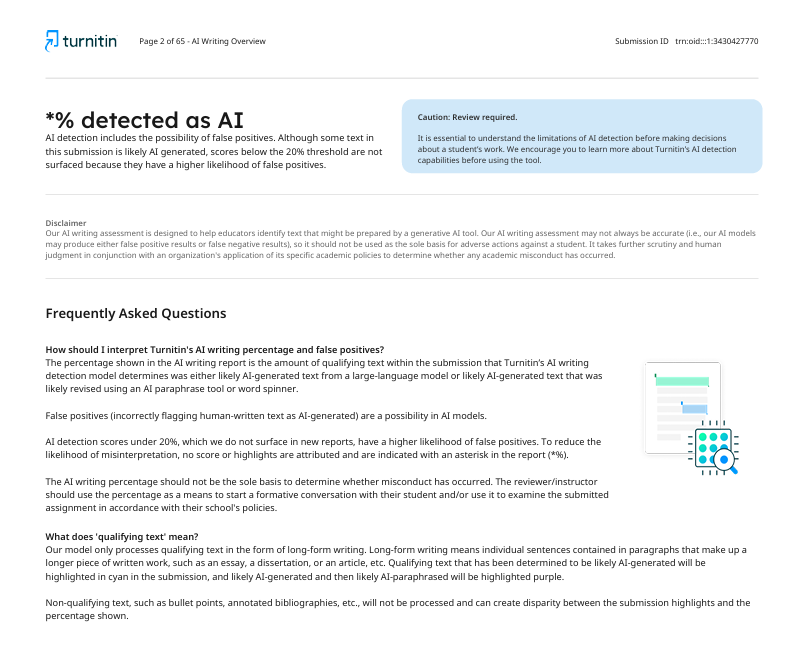 turnitin Page 2 of 65 - AI Writing Overview Submission ID trn:oid:::1:3430427770
*% detected as AI
AI detection includes the possibility of false positives. Although some text in
this submission is likely AI generated, scores below the 20% threshold are not
surfaced because they have a higher likelihood of false positives.
Caution: Review required.
It is essential to understand the limitations of AI detection before making decisions
about a student's work. We encourage you to learn more about Turnitin's AI detection
capabilities before using the tool.
Disclaimer
Our AI writing assessment is designed to help educators identify text that might be prepared by a generative AI tool. Our AI writing assessment may not always be accurate (i.e., our AI models
may produce either false positive results or false negative results), so it should not be used as the sole basis for adverse actions against a student. It takes further scrutiny and human
judgment in conjunction with an organization's application of its specific academic policies to determine whether any academic misconduct has occurred.
Frequently Asked Questions
How should I interpret Turnitin's AI writing percentage and false positives?
The percentage shown in the AI writing report is the amount of qualifying text within the submission that Turnitin's AI writing
detection model determines was either likely AI-generated text from a large-language model or likely AI-generated text that was
likely revised using an AI paraphrase tool or word spinner.
False positives (incorrectly flagging human-written text as AI-generated) are a possibility in AI models.
AI detection scores under 20%, which we do not surface in new reports, have a higher likelihood of false positives. To reduce the
likelihood of misinterpretation, no score or highlights are attributed and are indicated with an asterisk in the report (*%).
The AI writing percentage should not be the sole basis to determine whether misconduct has occurred. The reviewer/instructor
should use the percentage as a means to start a formative conversation with their student and/or use it to examine the submitted
assignment in accordance with their school's policies.
What does 'qualifying text' mean?
Our model only processes qualifying text in the form of long-form writing. Long-form writing means individual sentences contained in paragraphs that make up a
longer piece of written work, such as an essay, a dissertation, or an article, etc. Qualifying text that has been determined to be likely AI-generated will be
highlighted in cyan in the submission, and likely AI-generated and then likely AI-paraphrased will be highlighted purple.
Non-qualifying text, such as bullet points, annotated bibliographies, etc., will not be processed and can create disparity between the submission highlights and the
percentage shown.